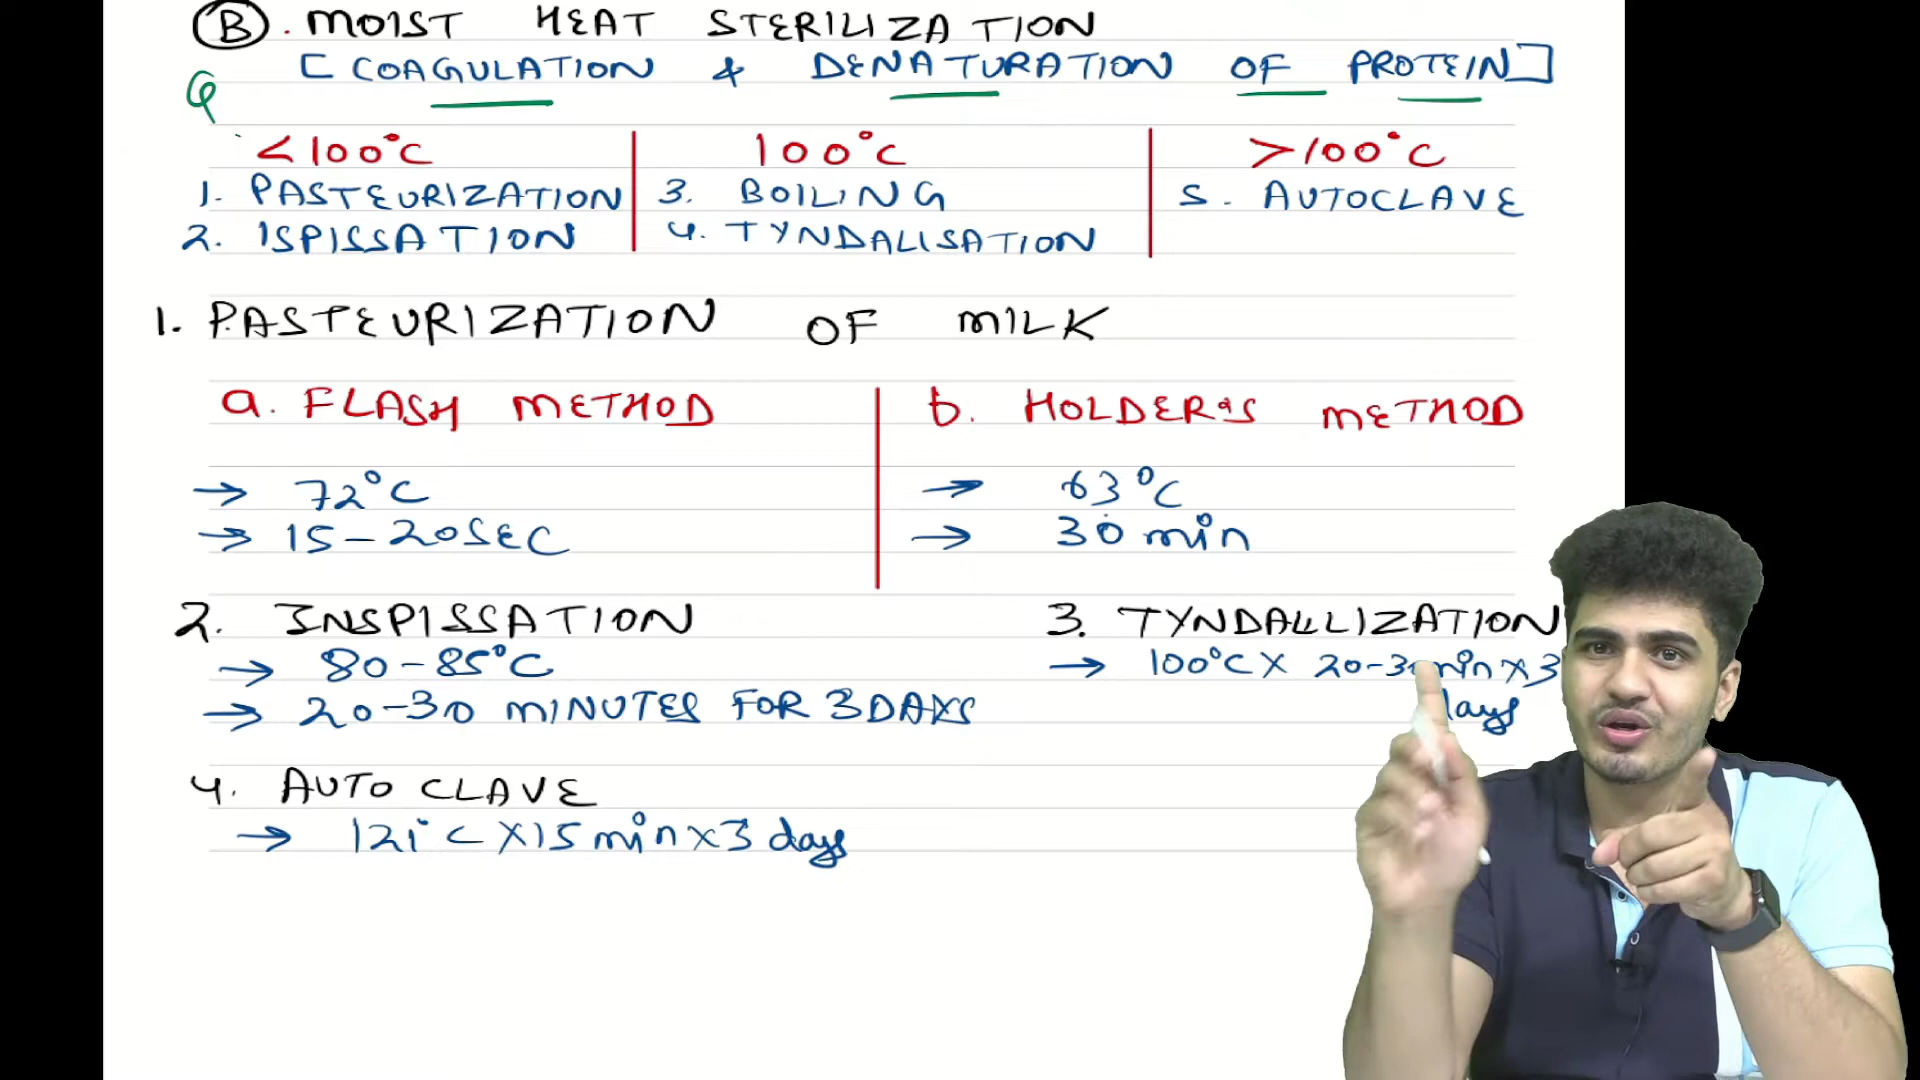 B. MOIST HEAT STERILIZATION
[COAGULATION & DENATURATION OF PROTEIN]
Q
<100°C 100°C >100°C
1. PASTEURIZATION 3. BOILING 5. AUTOCLAVE
2. ISPISSATION 4. TYNDALISATION
1. PASTEURIZATION OF MILK
a. FLASH METHOD b. HOLDER'S METHOD
→ 72°C → 63°C
→ 15-20SEC → 30 min
2. INSPISSATION 3. TYNDALLIZATION
→ 80-85°C → 100°C X 20-30min X 3
→ 20-30 MINUTES FOR 3DAYS days
4. AUTO CLAVE
→ 121°C X 15 min X 3 days